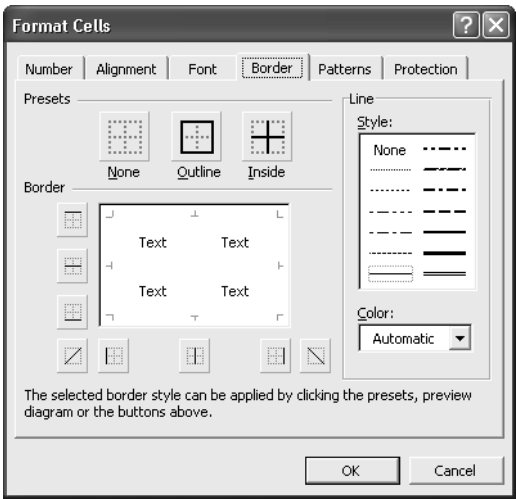 Format Cells
Number Alignment Font Border Patterns Protection
Presets
None Outline Inside
Border
Text Text
Text Text
Line
Style:
None
Color:
Automatic
The selected border style can be applied by clicking the presets, preview
diagram or the buttons above.
OK Cancel